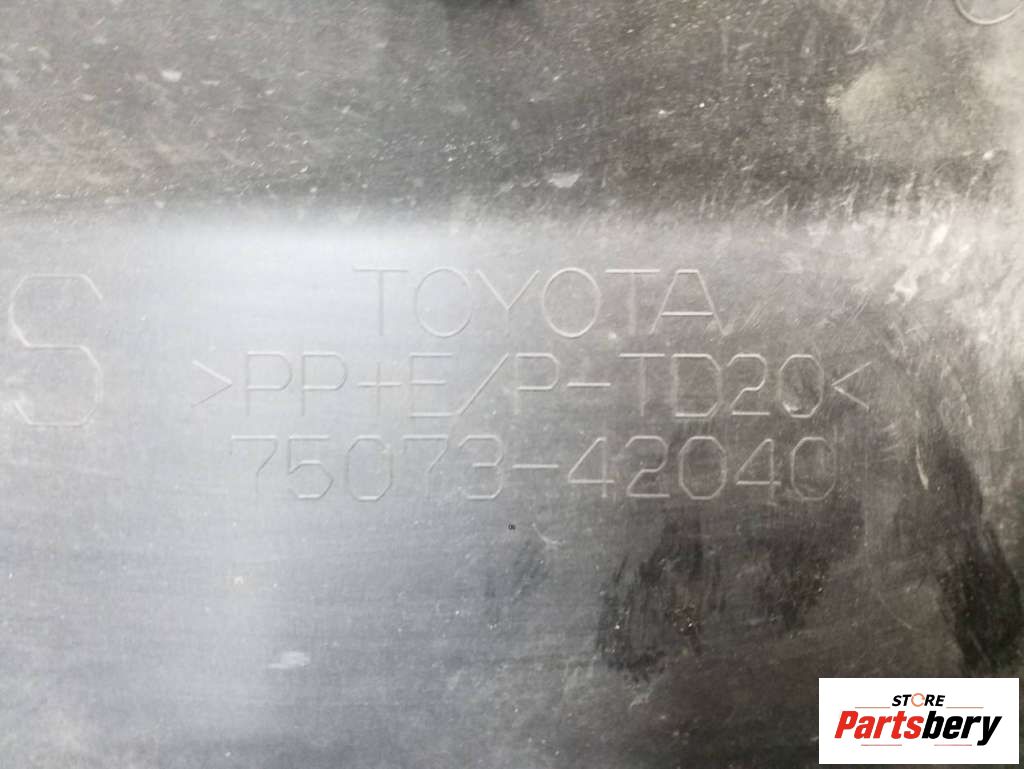 S
TOYOTA
>PP+E/P-TD20<
75073-42040
STORE
Partsbery